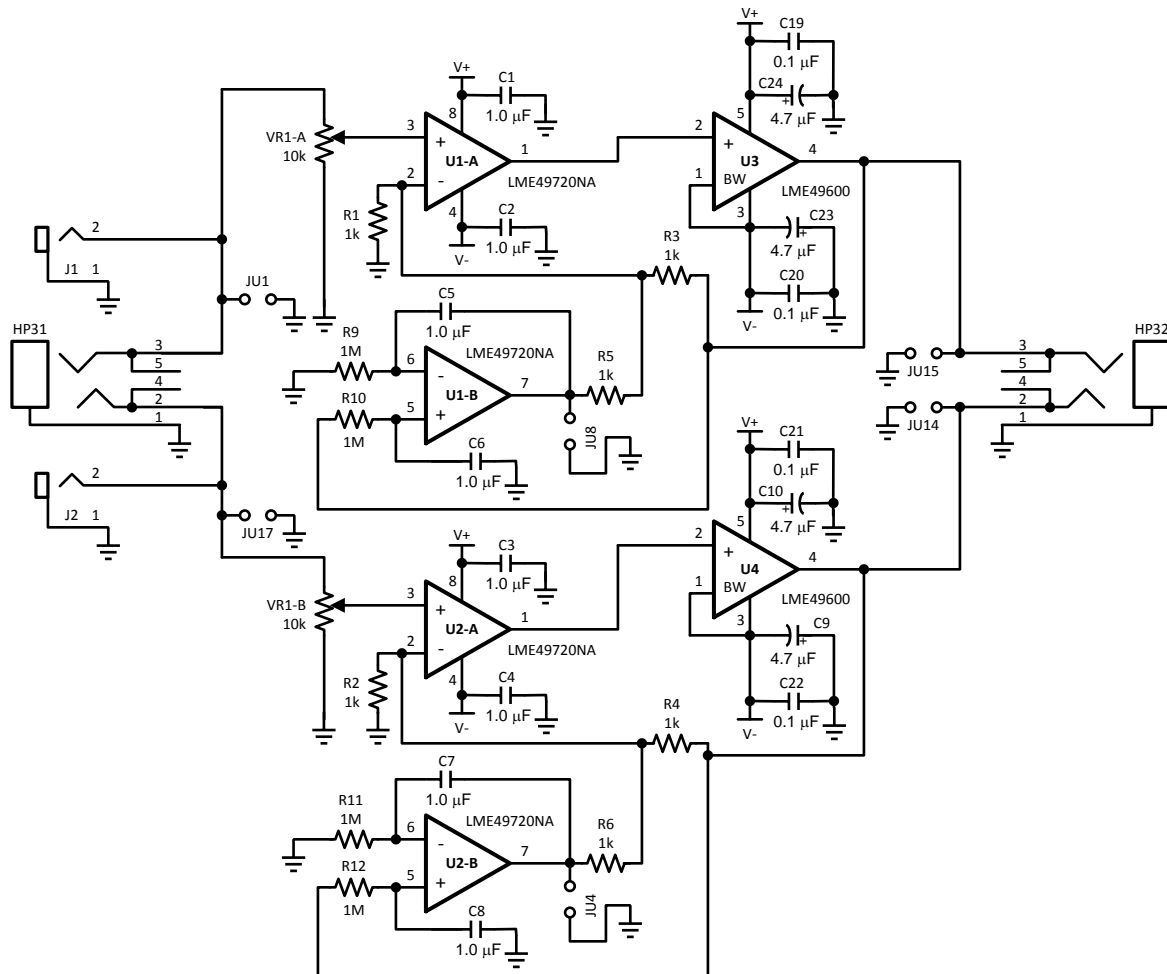 V+
C19
0.1 µF
C24
+
4.7 µF
V+
C1
1.0 µF
5
8
VR1-A
10k
3
+
U1-A
1
2
+
U3
4
LME49720NA
LME49600
2
-
1
BW
R1
1k
4
C2
1.0 µF
V-
3
C23
+
4.7 µF
C20
0.1 µF
V-
2
J1
1
JU1
R3
1k
C5
1.0 µF
HP31
3
5
4
2
1
R9
1M
6
-
LME49720NA
U1-B
7
R5
1k
R10
1M
5
+
C6
1.0 µF
JU8
JU15
JU14
3
5
4
2
1
HP32
V+
C21
0.1 µF
C10
+
4.7 µF
5
2
J2
1
JU17
V+
C3
1.0 µF
8
VR1-B
10k
3
+
U2-A
1
2
+
U4
4
LME49720NA
LME49600
2
-
1
BW
R2
1k
4
C4
1.0 µF
V-
3
C9
+
4.7 µF
C22
0.1 µF
V-
R4
1k
C7
1.0 µF
R11
1M
6
-
LME49720NA
U2-B
7
R6
1k
R12
1M
5
+
C8
1.0 µF
JU4